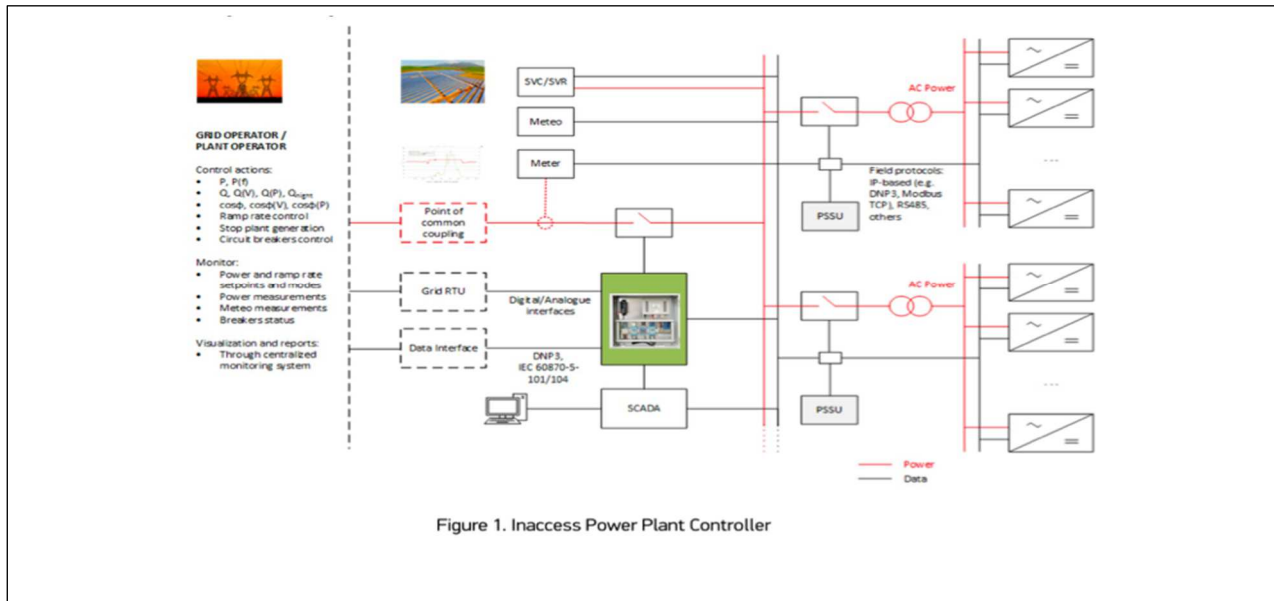 GRID OPERATOR /
PLANT OPERATOR
Control actions:
• P, P(f)
• Q, Q(V), Q(P), Qnight
• cosϕ, cosϕ(V), cosϕ(P)
• Ramp rate control
• Stop plant generation
• Circuit breakers control
Monitor:
• Power and ramp rate
setpoints and modes
• Power measurements
• Meteo measurements
• Breakers status
Visualization and reports:
• Through centralized
monitoring system
SVC/SVR
Meteo
Meter
Point of
common
coupling
Grid RTU
Data Interface
Digital/Analogue
interfaces
DNP3,
IEC 60870-5-
101/104
SCADA
AC Power
Field protocols:
IP-based (e.g.
DNP3, Modbus
TCP), RS485,
others
PSSU
...
AC Power
PSSU
...
Power
Data
Figure 1. Inaccess Power Plant Controller